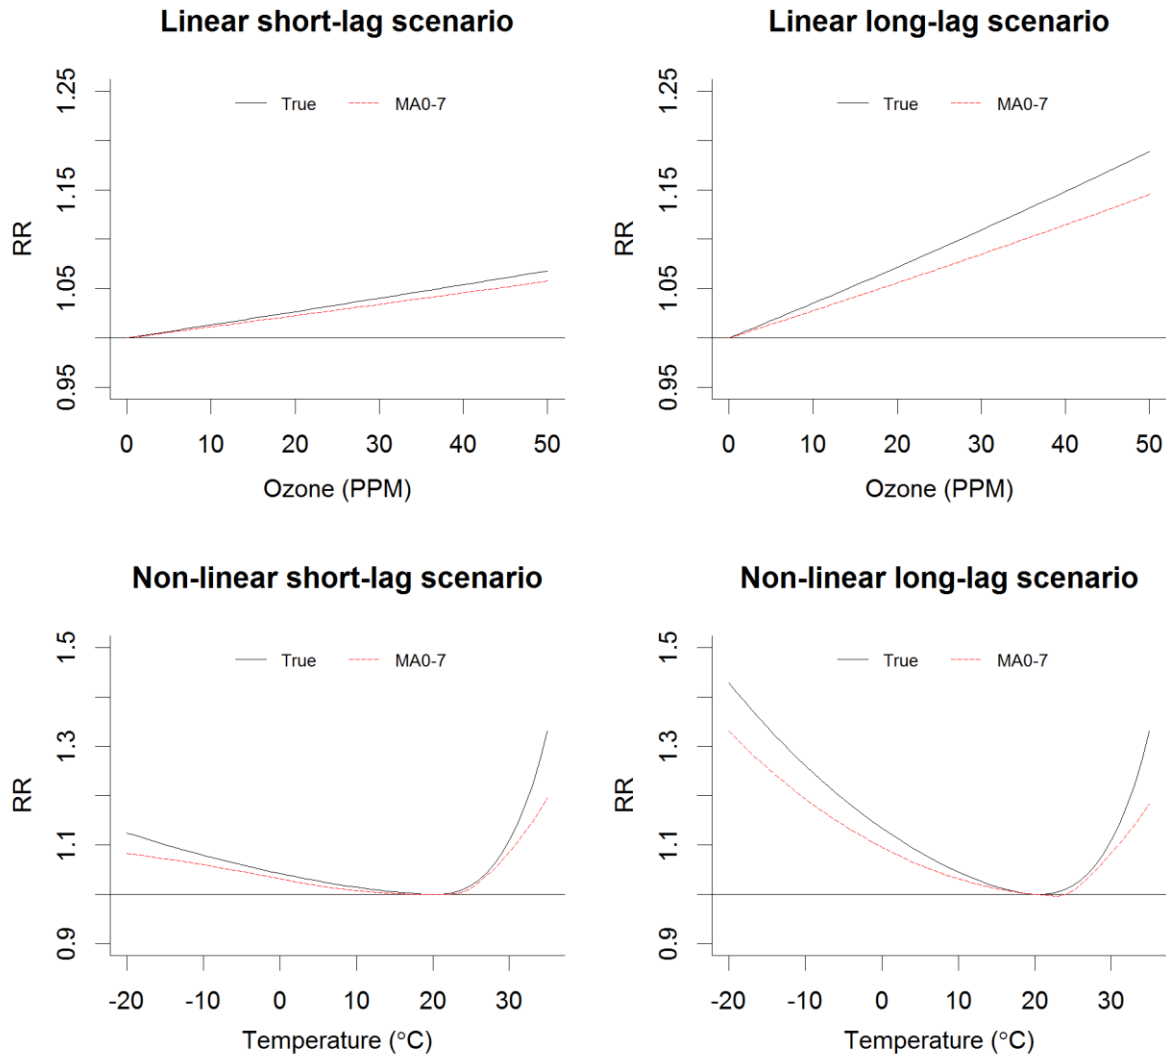 Linear short-lag scenario
True MA0-7
RR
0.95 1.05 1.15 1.25
0 10 20 30 40 50
Ozone (PPM)
Linear long-lag scenario
True MA0-7
RR
0.95 1.05 1.15 1.25
0 10 20 30 40 50
Ozone (PPM)
Non-linear short-lag scenario
True MA0-7
RR
0.9 1.1 1.3 1.5
-20 -10 0 10 20 30
Temperature (°C)
Non-linear long-lag scenario
True MA0-7
RR
0.9 1.1 1.3 1.5
-20 -10 0 10 20 30
Temperature (°C)